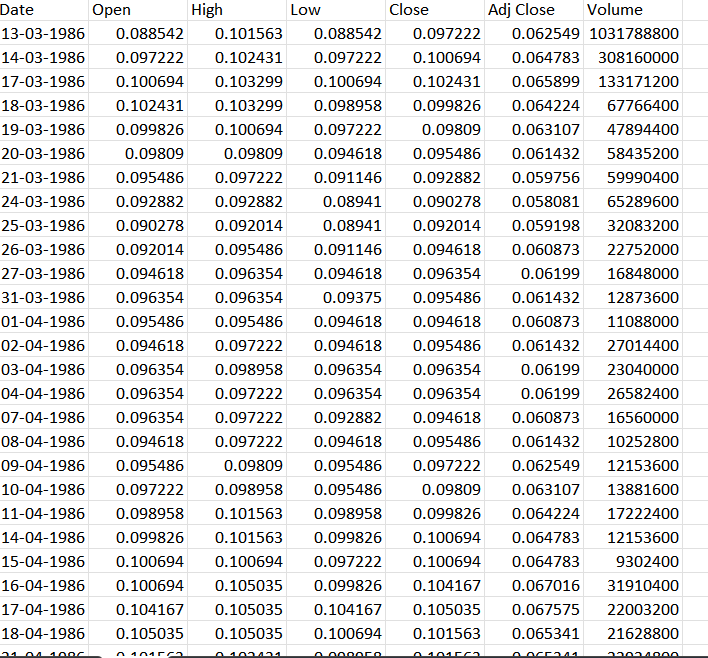 Date Open High Low Close Adj Close Volume
13-03-1986 0.088542 0.101563 0.088542 0.097222 0.062549 1031788800
14-03-1986 0.097222 0.102431 0.097222 0.100694 0.064783 308160000
17-03-1986 0.100694 0.103299 0.100694 0.102431 0.065899 133171200
18-03-1986 0.102431 0.103299 0.098958 0.099826 0.064224 67766400
19-03-1986 0.099826 0.100694 0.097222 0.09809 0.063107 47894400
20-03-1986 0.09809 0.09809 0.094618 0.095486 0.061432 58435200
21-03-1986 0.095486 0.097222 0.091146 0.092882 0.059756 59990400
24-03-1986 0.092882 0.092882 0.08941 0.090278 0.058081 65289600
25-03-1986 0.090278 0.092014 0.08941 0.092014 0.059198 32083200
26-03-1986 0.092014 0.095486 0.091146 0.094618 0.060873 22752000
27-03-1986 0.094618 0.096354 0.094618 0.096354 0.06199 16848000
31-03-1986 0.096354 0.096354 0.09375 0.095486 0.061432 12873600
01-04-1986 0.095486 0.095486 0.094618 0.094618 0.060873 11088000
02-04-1986 0.094618 0.097222 0.094618 0.095486 0.061432 27014400
03-04-1986 0.096354 0.098958 0.096354 0.096354 0.06199 23040000
04-04-1986 0.096354 0.097222 0.096354 0.096354 0.06199 26582400
07-04-1986 0.096354 0.097222 0.092882 0.094618 0.060873 16560000
08-04-1986 0.094618 0.097222 0.094618 0.095486 0.061432 10252800
09-04-1986 0.095486 0.09809 0.095486 0.097222 0.062549 12153600
10-04-1986 0.097222 0.098958 0.095486 0.09809 0.063107 13881600
11-04-1986 0.098958 0.101563 0.098958 0.099826 0.064224 17222400
14-04-1986 0.099826 0.101563 0.099826 0.100694 0.064783 12153600
15-04-1986 0.100694 0.100694 0.097222 0.100694 0.064783 9302400
16-04-1986 0.100694 0.105035 0.099826 0.104167 0.067016 31910400
17-04-1986 0.104167 0.105035 0.104167 0.105035 0.067575 22003200
18-04-1986 0.105035 0.105035 0.100694 0.101563 0.065341 21628800